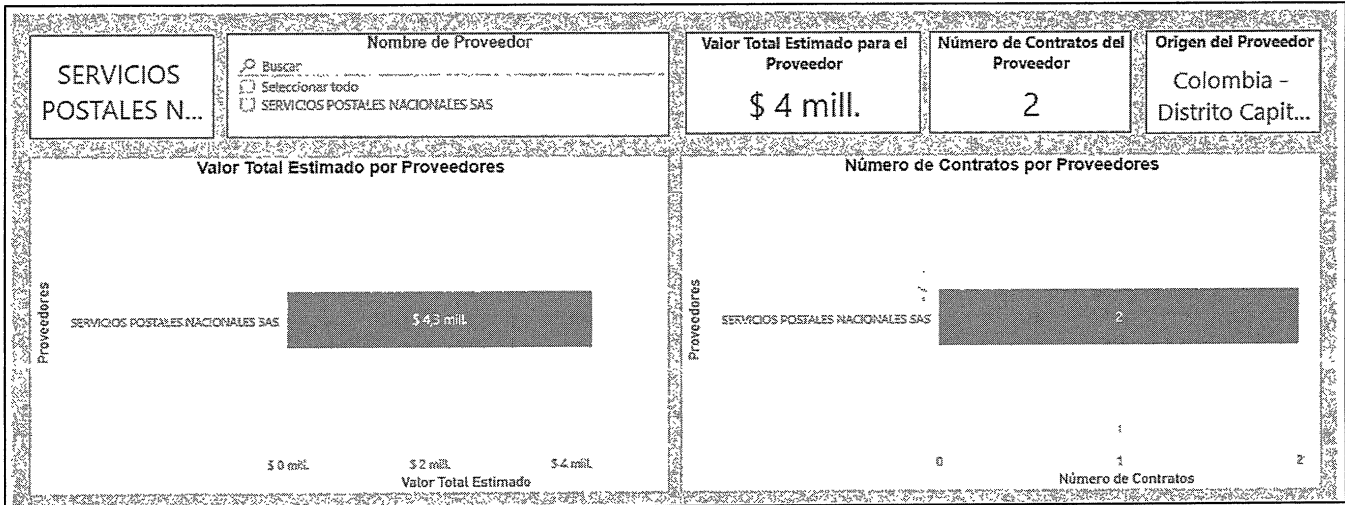 SERVICIOS
POSTALES N...
Nombre de Proveedor
Buscar
Seleccionar todo
SERVICIOS POSTALES NACIONALES SAS
Valor Total Estimado para el
Proveedor
$ 4 mill.
Número de Contratos del
Proveedor
2
Origen del Proveedor
Colombia -
Distrito Capit...
Valor Total Estimado por Proveedores
Proveedores
SERVICIOS POSTALES NACIONALES SAS
$ 4,3 mill.
$ 0 mill.
$ 2 mill.
$ 4 mill.
Valor Total Estimado
Número de Contratos por Proveedores
Proveedores
SERVICIOS POSTALES NACIONALES SAS
2
0
1
2
Número de Contratos